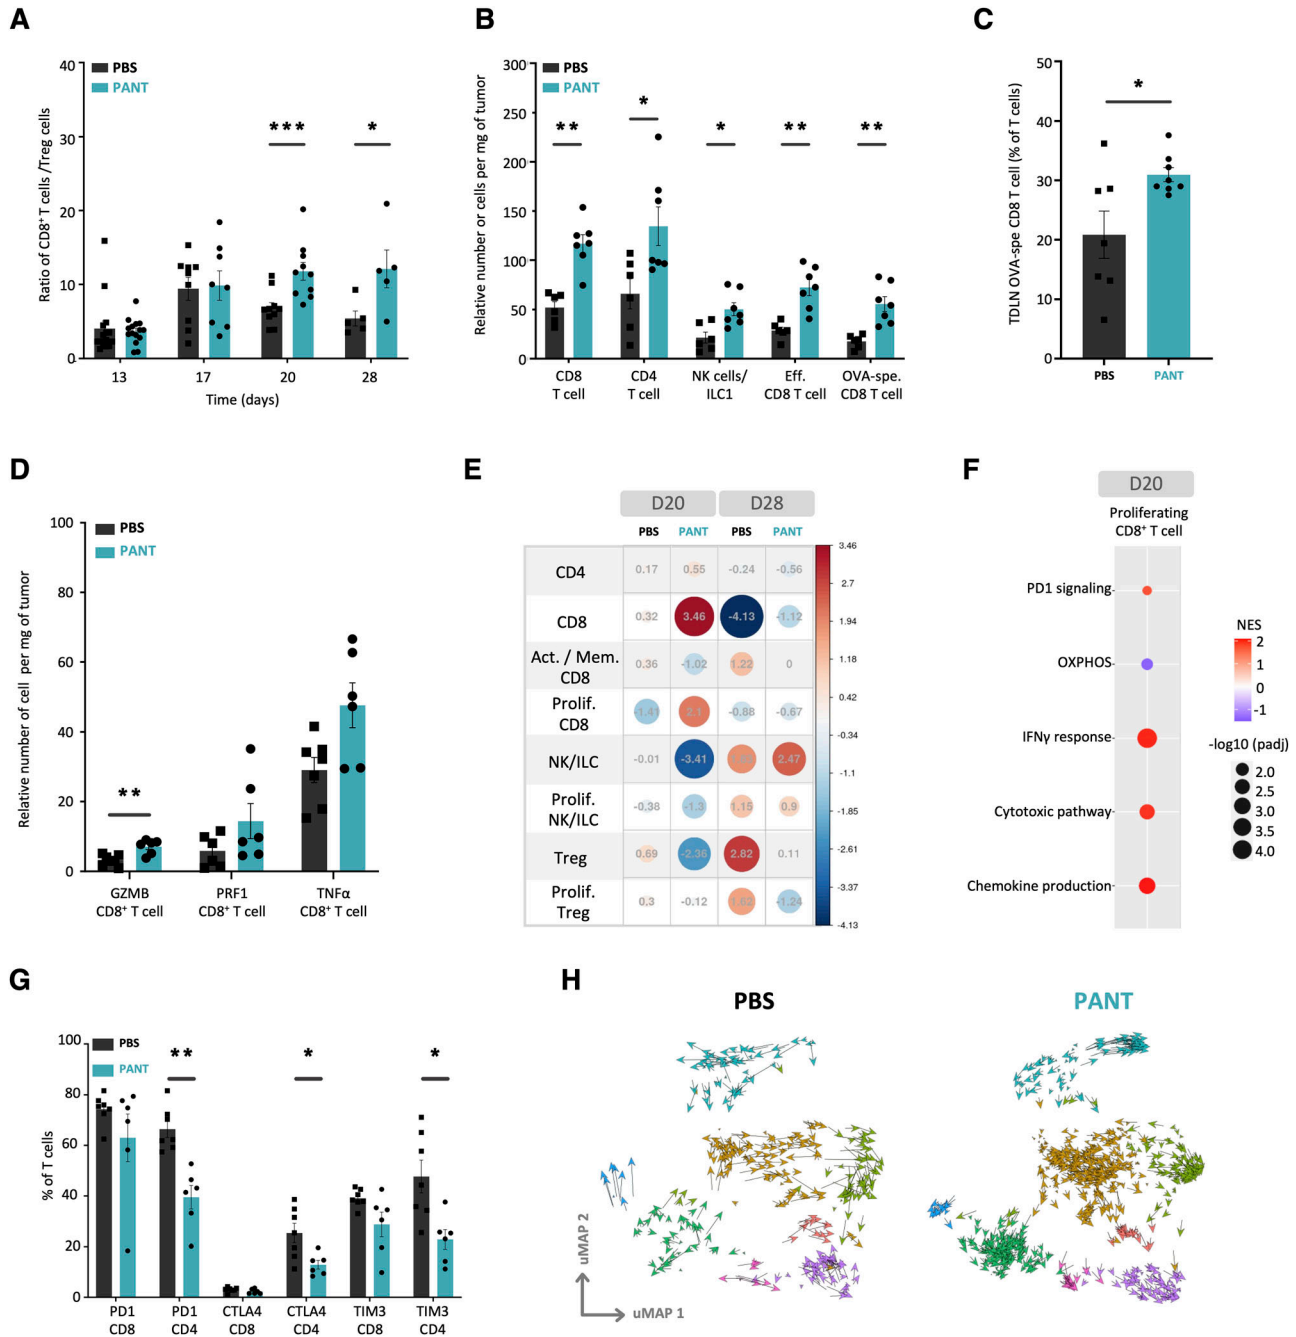 A
PBS
PANT
Ratio of CD8⁺ T cells /Treg cells
40
30
20
10
0
***
*
13
17
20
28
Time (days)
B
PBS
PANT
Relative number or cells per mg of tumor
300
250
200
150
100
50
0
**
*
*
**
**
CD8
T cell
CD4
T cell
NK cells/
ILC1
Eff.
CD8 T cell
OVA-spe.
CD8 T cell
C
TDLN OVA-spe CD8 T cell (% of T cells)
50
40
30
20
10
0
*
PBS
PANT
D
PBS
PANT
Relative number of cell per mg of tumor
100
80
60
40
20
0
**
GZMB
CD8⁺ T cell
PRF1
CD8⁺ T cell
TNFα
CD8⁺ T cell
E
D20
D28
PBS
PANT
PBS
PANT
CD4
0.17
0.55
-0.24
-0.56
CD8
0.32
3.46
-4.13
-1.12
Act. / Mem.
CD8
0.36
-1.02
1.22
0
Prolif.
CD8
-1.41
2.1
-0.88
-0.67
NK/ILC
-0.01
-3.41
2.47
Prolif.
NK/ILC
-0.38
-1.3
1.15
0.9
Treg
0.69
-2.36
2.82
0.11
Prolif.
Treg
0.3
-0.12
1.62
-1.24
3.46
2.7
1.94
1.18
0.42
-0.34
-1.1
-1.85
-2.61
-3.37
-4.13
F
D20
Proliferating
CD8⁺ T cell
PD1 signaling
OXPHOS
IFNγ response
Cytotoxic pathway
Chemokine production
NES
2
1
0
-1
-log10 (padj)
2.0
2.5
3.0
3.5
4.0
G
PBS
PANT
% of T cells
100
80
60
40
20
0
**
*
*
PD1
CD8
PD1
CD4
CTLA4
CD8
CTLA4
CD4
TIM3
CD8
TIM3
CD4
H
PBS
PANT
uMAP 2
uMAP 1